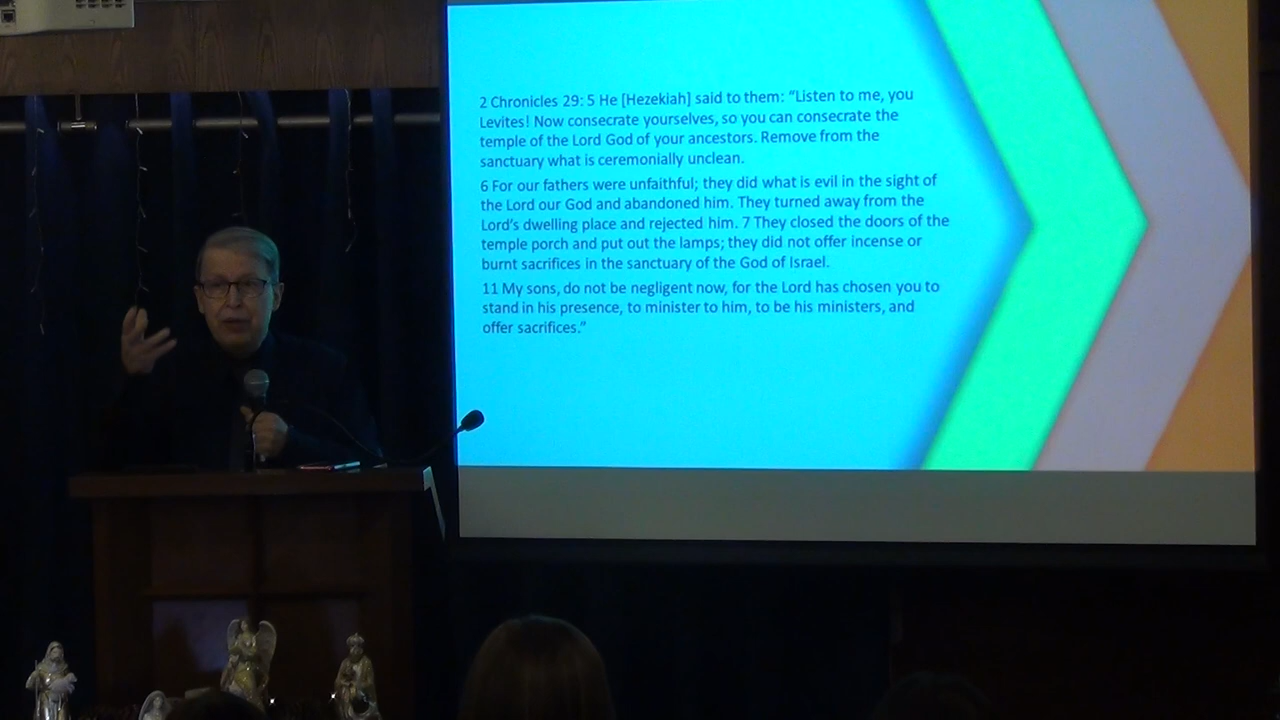 2 Chronicles 29: 5 He [Hezekiah] said to them: “Listen to me, you
Levites! Now consecrate yourselves, so you can consecrate the
temple of the Lord God of your ancestors. Remove from the
sanctuary what is ceremonially unclean.
6 For our fathers were unfaithful; they did what is evil in the sight of
the Lord our God and abandoned him. They turned away from the
Lord’s dwelling place and rejected him. 7 They closed the doors of the
temple porch and put out the lamps; they did not offer incense or
burnt sacrifices in the sanctuary of the God of Israel.
11 My sons, do not be negligent now, for the Lord has chosen you to
stand in his presence, to minister to him, to be his ministers, and
offer sacrifices.”